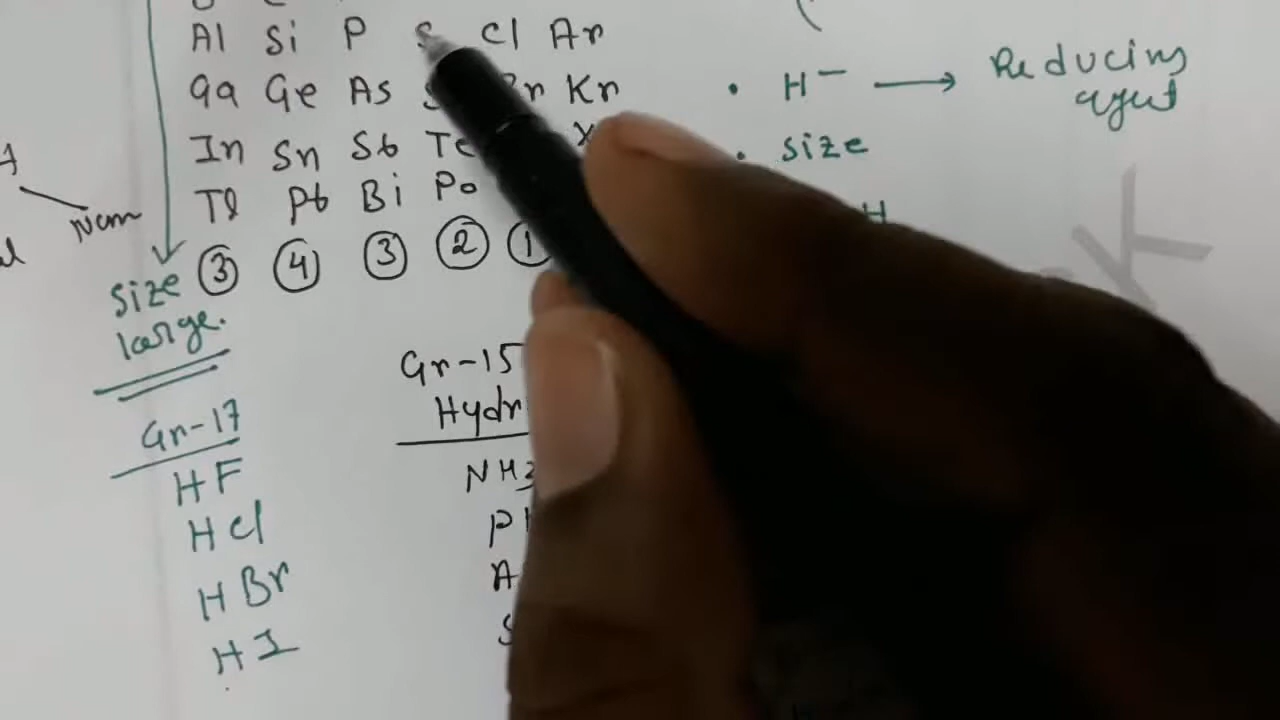 Al Si P S Cl Ar
Ga Ge As Kr
In Sn Sb Te
Tl Pb Bi Po
3 4 3 2 1
Size
large.
Gr-17
HF
HCl
HBr
HI
Gr-15
NH3
• H⁻ → Reducing
agent
• size
H
Nam
K